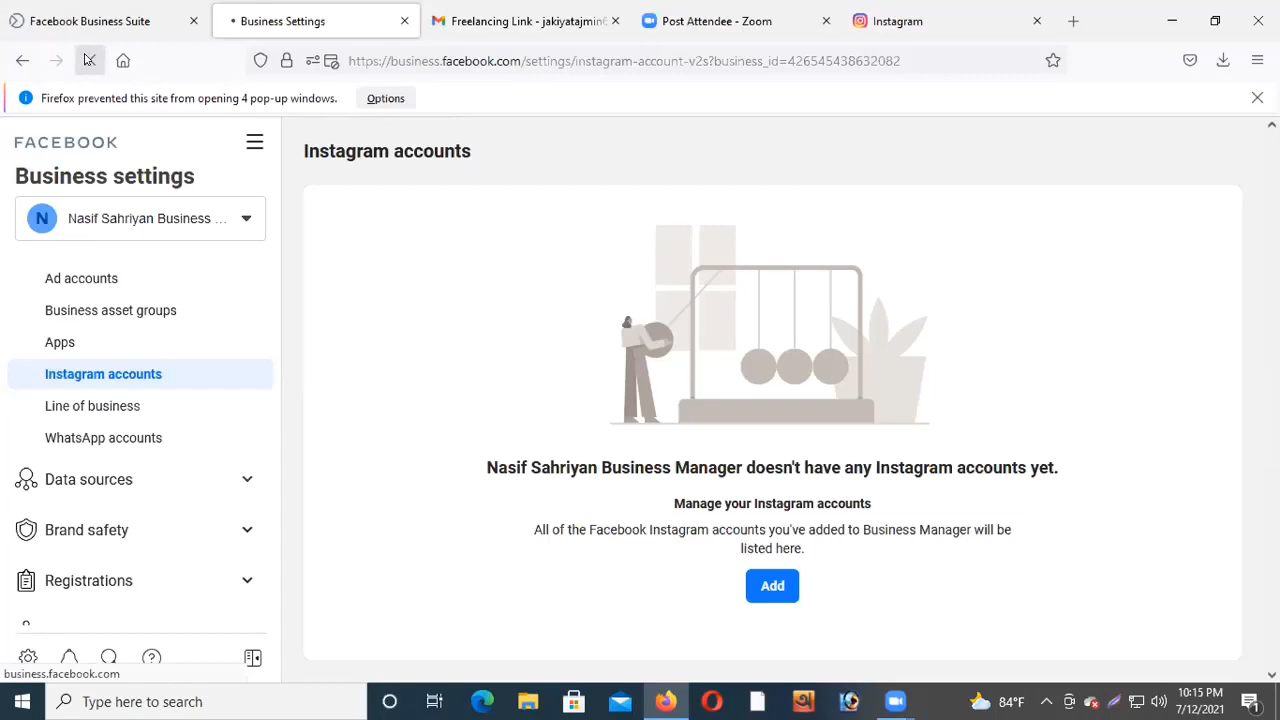 Facebook Business Suite
Business Settings
Freelancing Link - jakiyatajmin6
Post Attendee - Zoom
Instagram
https://business.facebook.com/settings/instagram-account-v2s?business_id=426545438632082
Firefox prevented this site from opening 4 pop-up windows.
Options
FACEBOOK
Business settings
N
Nasif Sahriyan Business ...
Ad accounts
Business asset groups
Apps
Instagram accounts
Line of business
WhatsApp accounts
Data sources
Brand safety
Registrations
business.facebook.com
Instagram accounts
Nasif Sahriyan Business Manager doesn't have any Instagram accounts yet.
Manage your Instagram accounts
All of the Facebook Instagram accounts you've added to Business Manager will be
listed here.
Add
Type here to search
84°F
10:15 PM
7/12/2021
1